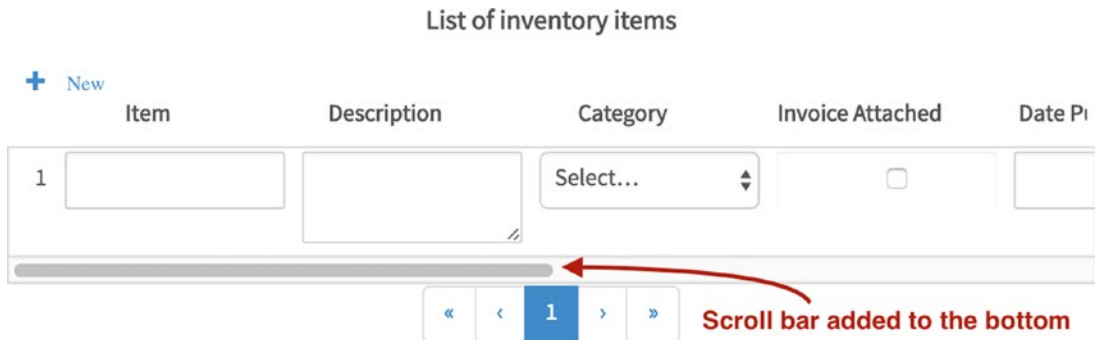 List of inventory items
+ New
Item Description Category Invoice Attached Date Pu
1 Select...
« ‹ 1 › »
Scroll bar added to the bottom